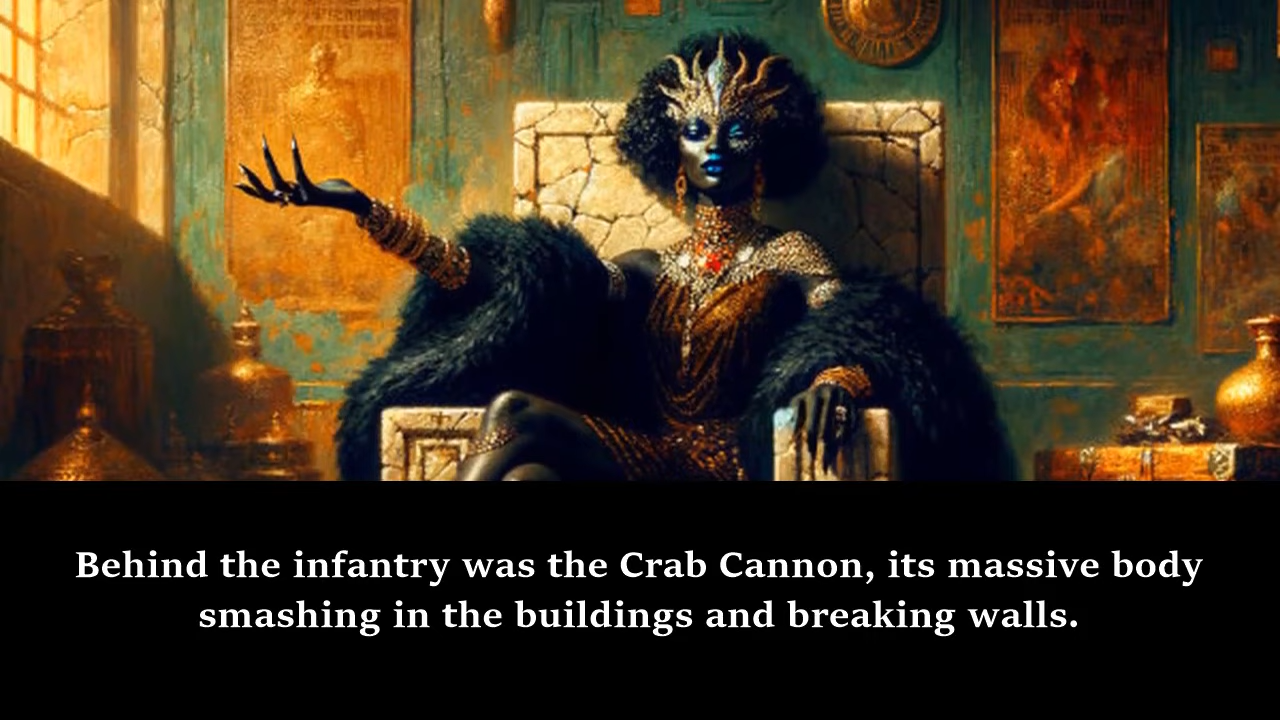 Behind the infantry was the Crab Cannon, its massive body
smashing in the buildings and breaking walls.